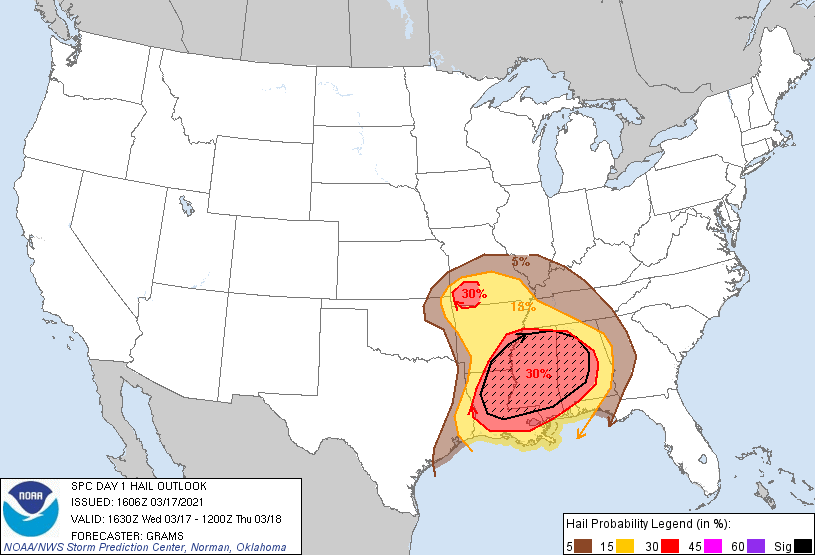 5%
30%
15%
30%
NOAA
SPC DAY 1 HAIL OUTLOOK
ISSUED: 1606Z 03/17/2021
VALID: 1630Z Wed 03/17 - 1200Z Thu 03/18
FORECASTER: GRAMS
NOAA/NWS Storm Prediction Center, Norman, Oklahoma
Hail Probability Legend (in %):
5 15 30 45 60 Sig